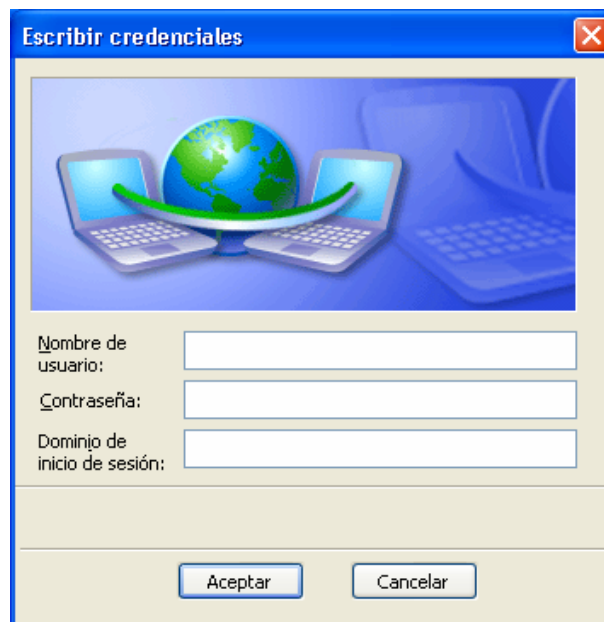 Escribir credenciales
Nombre de
usuario:
Contraseña:
Dominio de
inicio de sesión:
Aceptar
Cancelar